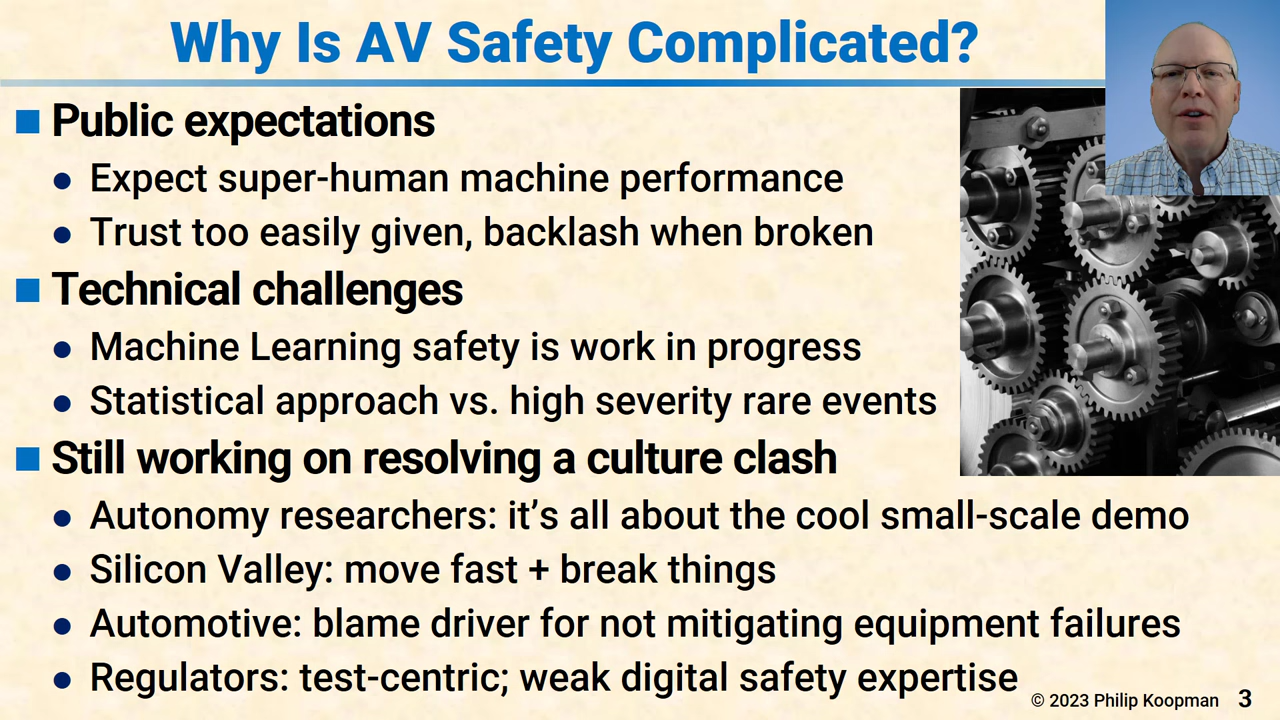 Why Is AV Safety Complicated?
Public expectations
Expect super-human machine performance
Trust too easily given, backlash when broken
Technical challenges
Machine Learning safety is work in progress
Statistical approach vs. high severity rare events
Still working on resolving a culture clash
Autonomy researchers: it’s all about the cool small-scale demo
Silicon Valley: move fast + break things
Automotive: blame driver for not mitigating equipment failures
Regulators: test-centric; weak digital safety expertise
© 2023 Philip Koopman 3